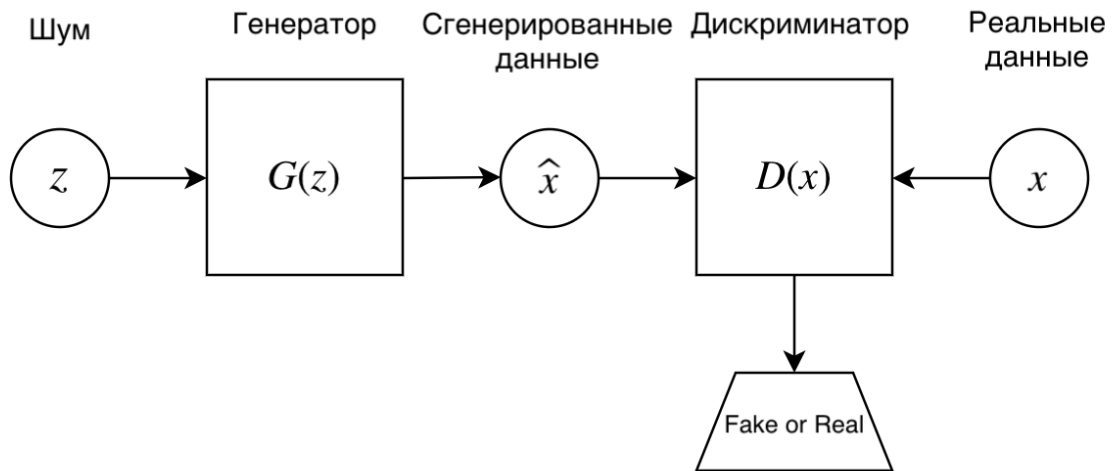 Шум
Генератор
Сгенерированные
данные
Дискриминатор
Реальные
данные
z
G(z)
x̂
D(x)
x
Fake or Real